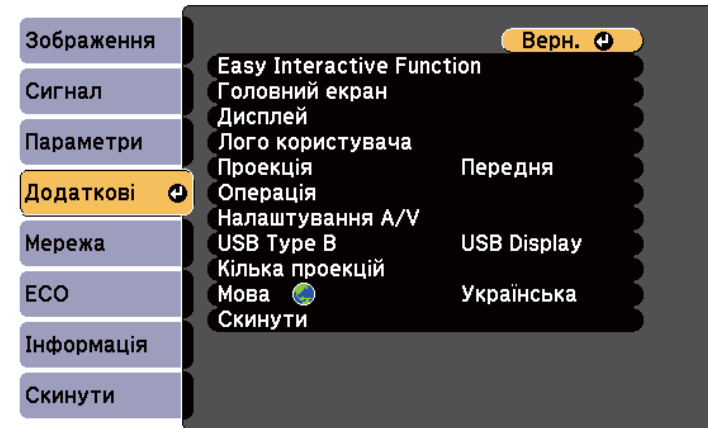 Зображення
Сигнал
Параметри
Додаткові
Мережа
ECO
Інформація
Скинути
Верн.
Easy Interactive Function
Головний екран
Дисплей
Лого користувача
Проекція Передня
Операція
Налаштування A/V
USB Type B USB Display
Кілька проекцій
Мова Українська
Скинути